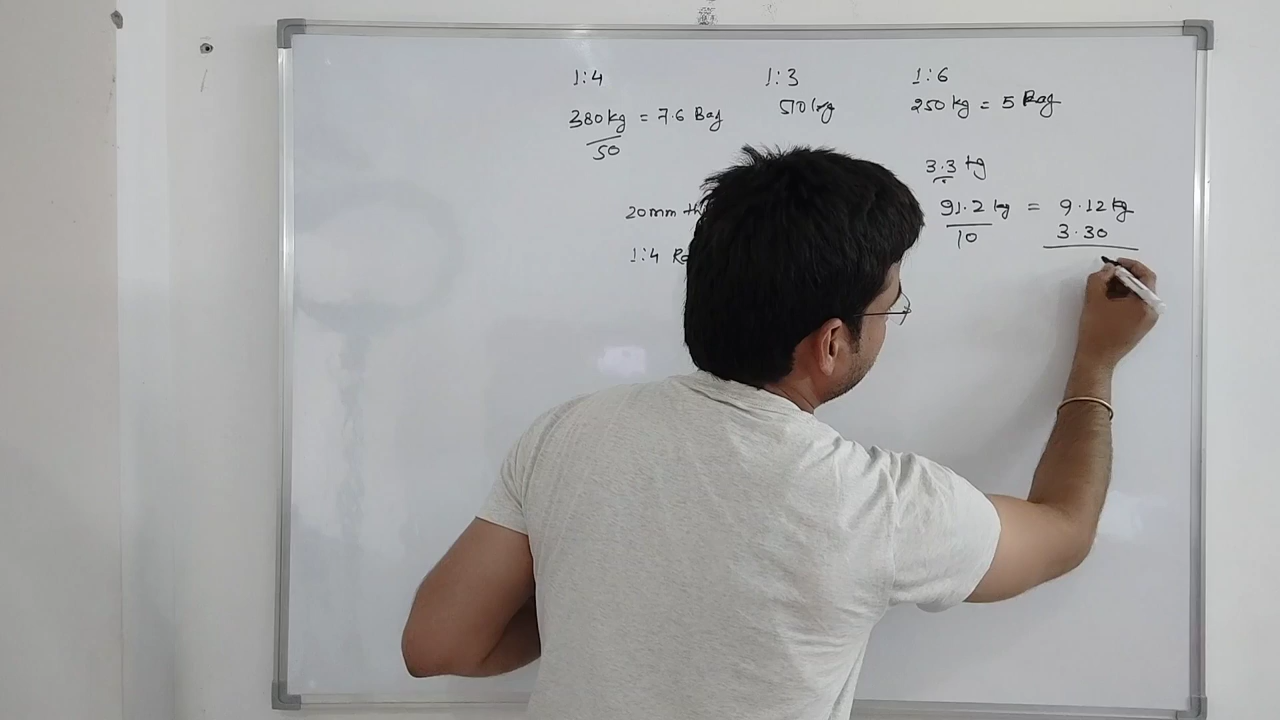 1:4 1:3 1:6
380 kg = 7.6 Bag 510 kg 250 kg = 5 Bag
50
3.3 kg
20mm 91.2 kg = 9.12 kg
10 3.30
1:4